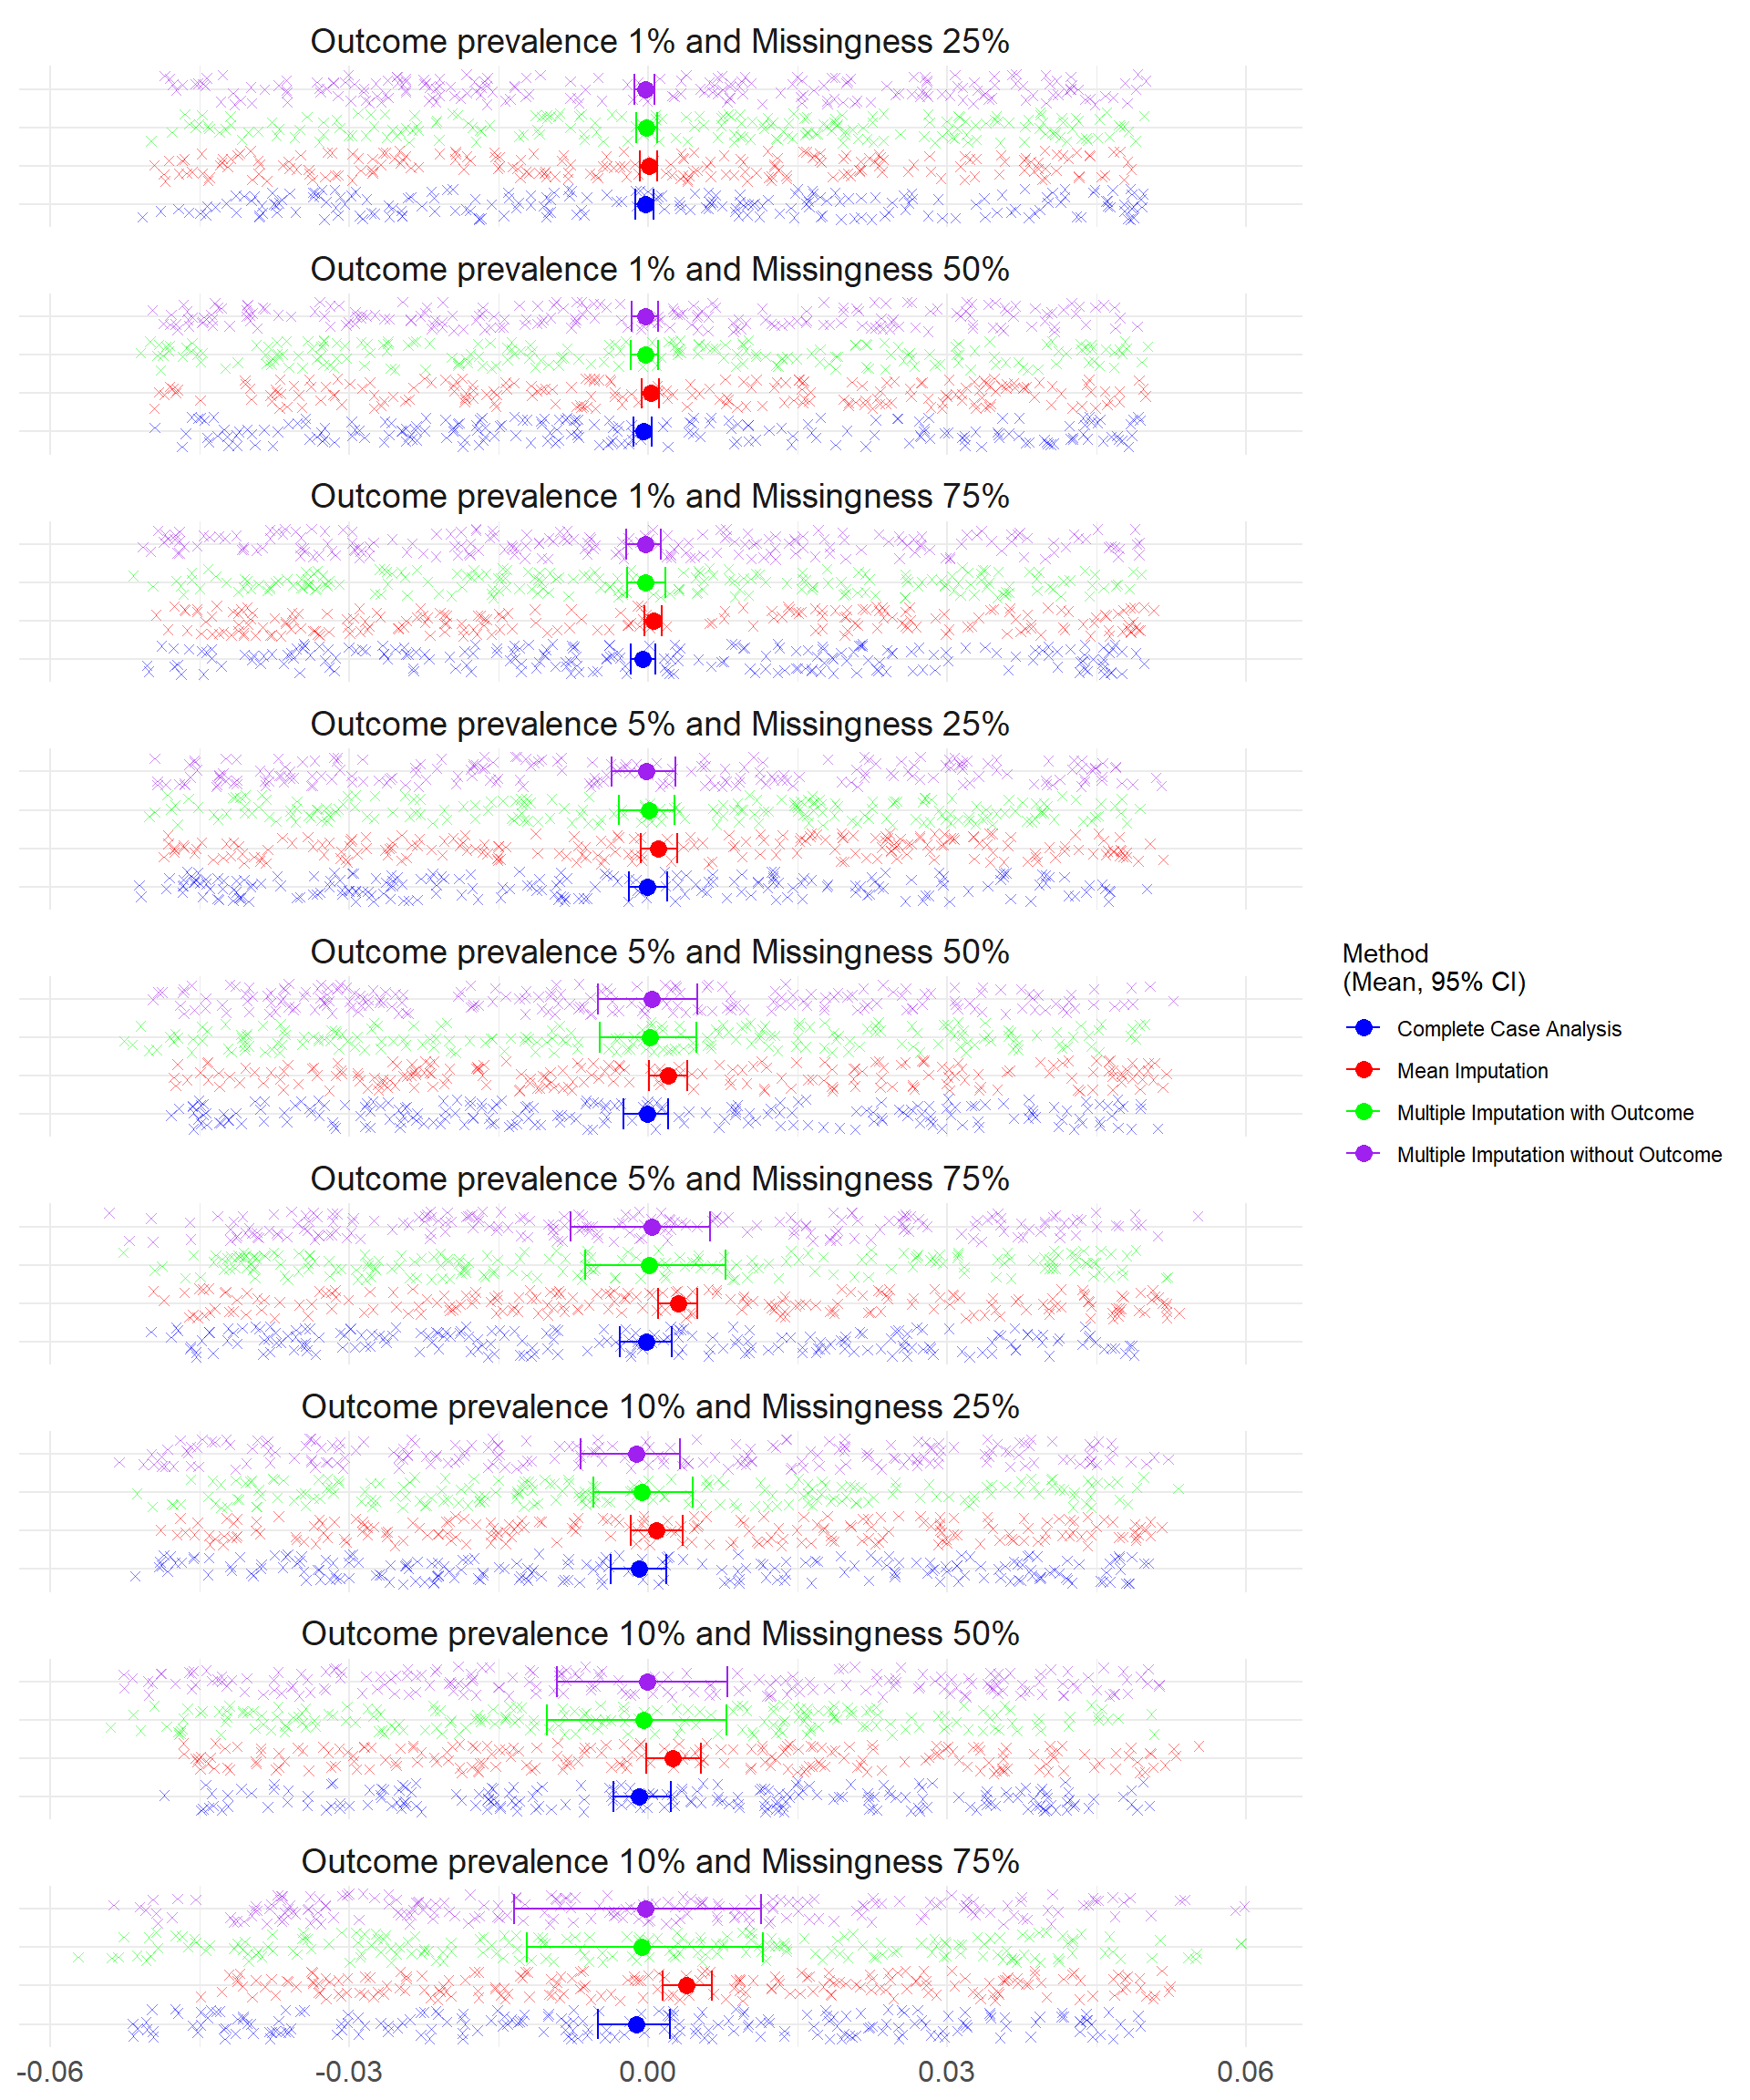 Outcome prevalence 1% and Missingness 25%
Outcome prevalence 1% and Missingness 50%
Outcome prevalence 1% and Missingness 75%
Outcome prevalence 5% and Missingness 25%
Outcome prevalence 5% and Missingness 50%
Outcome prevalence 5% and Missingness 75%
Outcome prevalence 10% and Missingness 25%
Outcome prevalence 10% and Missingness 50%
Outcome prevalence 10% and Missingness 75%
-0.06 -0.03 0.00 0.03 0.06
Method
(Mean, 95% CI)
Complete Case Analysis
Mean Imputation
Multiple Imputation with Outcome
Multiple Imputation without Outcome